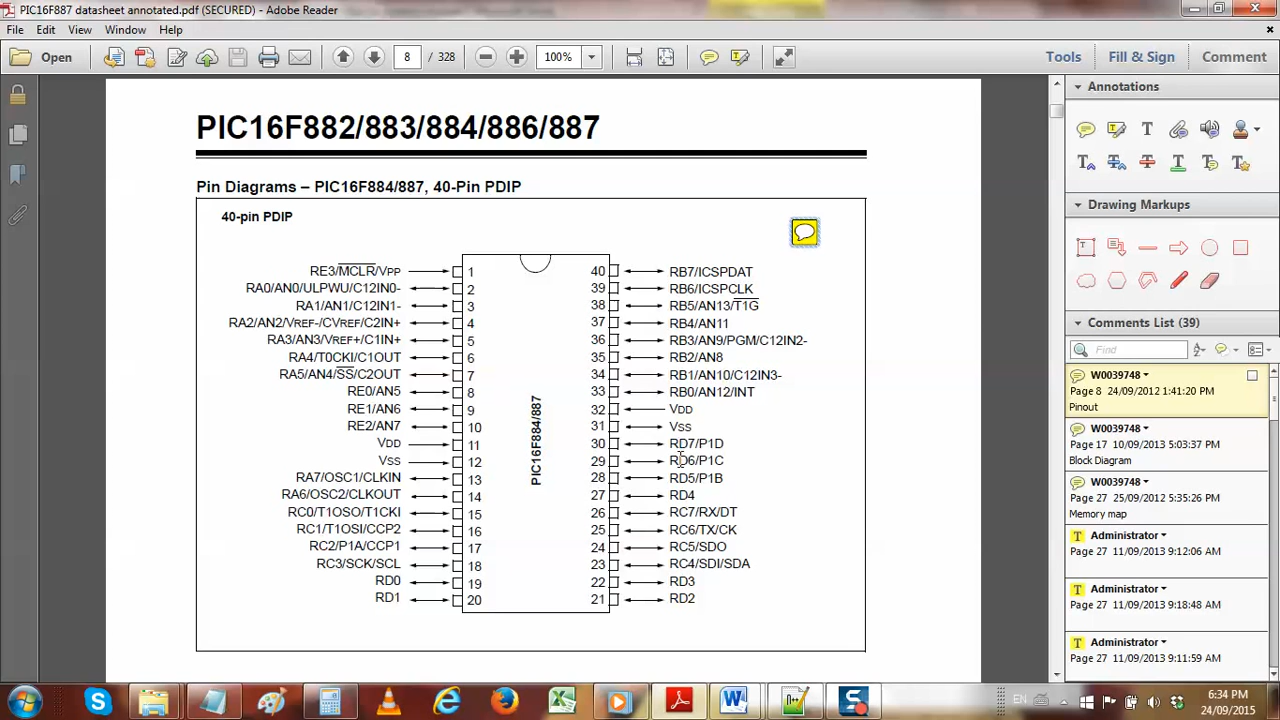 PIC16F887 datasheet annotated.pdf (SECURED) - Adobe Reader
File Edit View Window Help
Open 8 / 328 100% Tools Fill & Sign Comment
PIC16F882/883/884/886/887
Pin Diagrams – PIC16F884/887, 40-Pin PDIP
40-pin PDIP
RE3/MCLR/VPP 1 40 RB7/ICSPDAT
RA0/AN0/ULPWU/C12IN0- 2 39 RB6/ICSPCLK
RA1/AN1/C12IN1- 3 38 RB5/AN13/T1G
RA2/AN2/VREF-/CVREF/C2IN+ 4 37 RB4/AN11
RA3/AN3/VREF+/C1IN+ 5 36 RB3/AN9/PGM/C12IN2-
RA4/T0CKI/C1OUT 6 35 RB2/AN8
RA5/AN4/SS/C2OUT 7 34 RB1/AN10/C12IN3-
RE0/AN5 8 33 RB0/AN12/INT
RE1/AN6 9 32 VDD
RE2/AN7 10 31 VSS
VDD 11 30 RD7/P1D
VSS 12 29 RD6/P1C
RA7/OSC1/CLKIN 13 28 RD5/P1B
RA6/OSC2/CLKOUT 14 27 RD4
RC0/T1OSO/T1CKI 15 26 RC7/RX/DT
RC1/T1OSI/CCP2 16 25 RC6/TX/CK
RC2/P1A/CCP1 17 24 RC5/SDO
RC3/SCK/SCL 18 23 RC4/SDI/SDA
RD0 19 22 RD3
RD1 20 21 RD2
PIC16F884/887
Annotations
Drawing Markups
Comments List (39)
Find
W0039748
Page 8 24/09/2012 1:41:20 PM
Pinout
W0039748
Page 17 10/09/2013 5:03:37 PM
Block Diagram
W0039748
Page 27 25/09/2012 5:35:26 PM
Memory map
Administrator
Page 27 11/09/2013 9:12:06 AM
Administrator
Page 27 11/09/2013 9:18:48 AM
Administrator
Page 27 11/09/2013 9:11:59 AM
EN
6:34 PM
24/09/2015